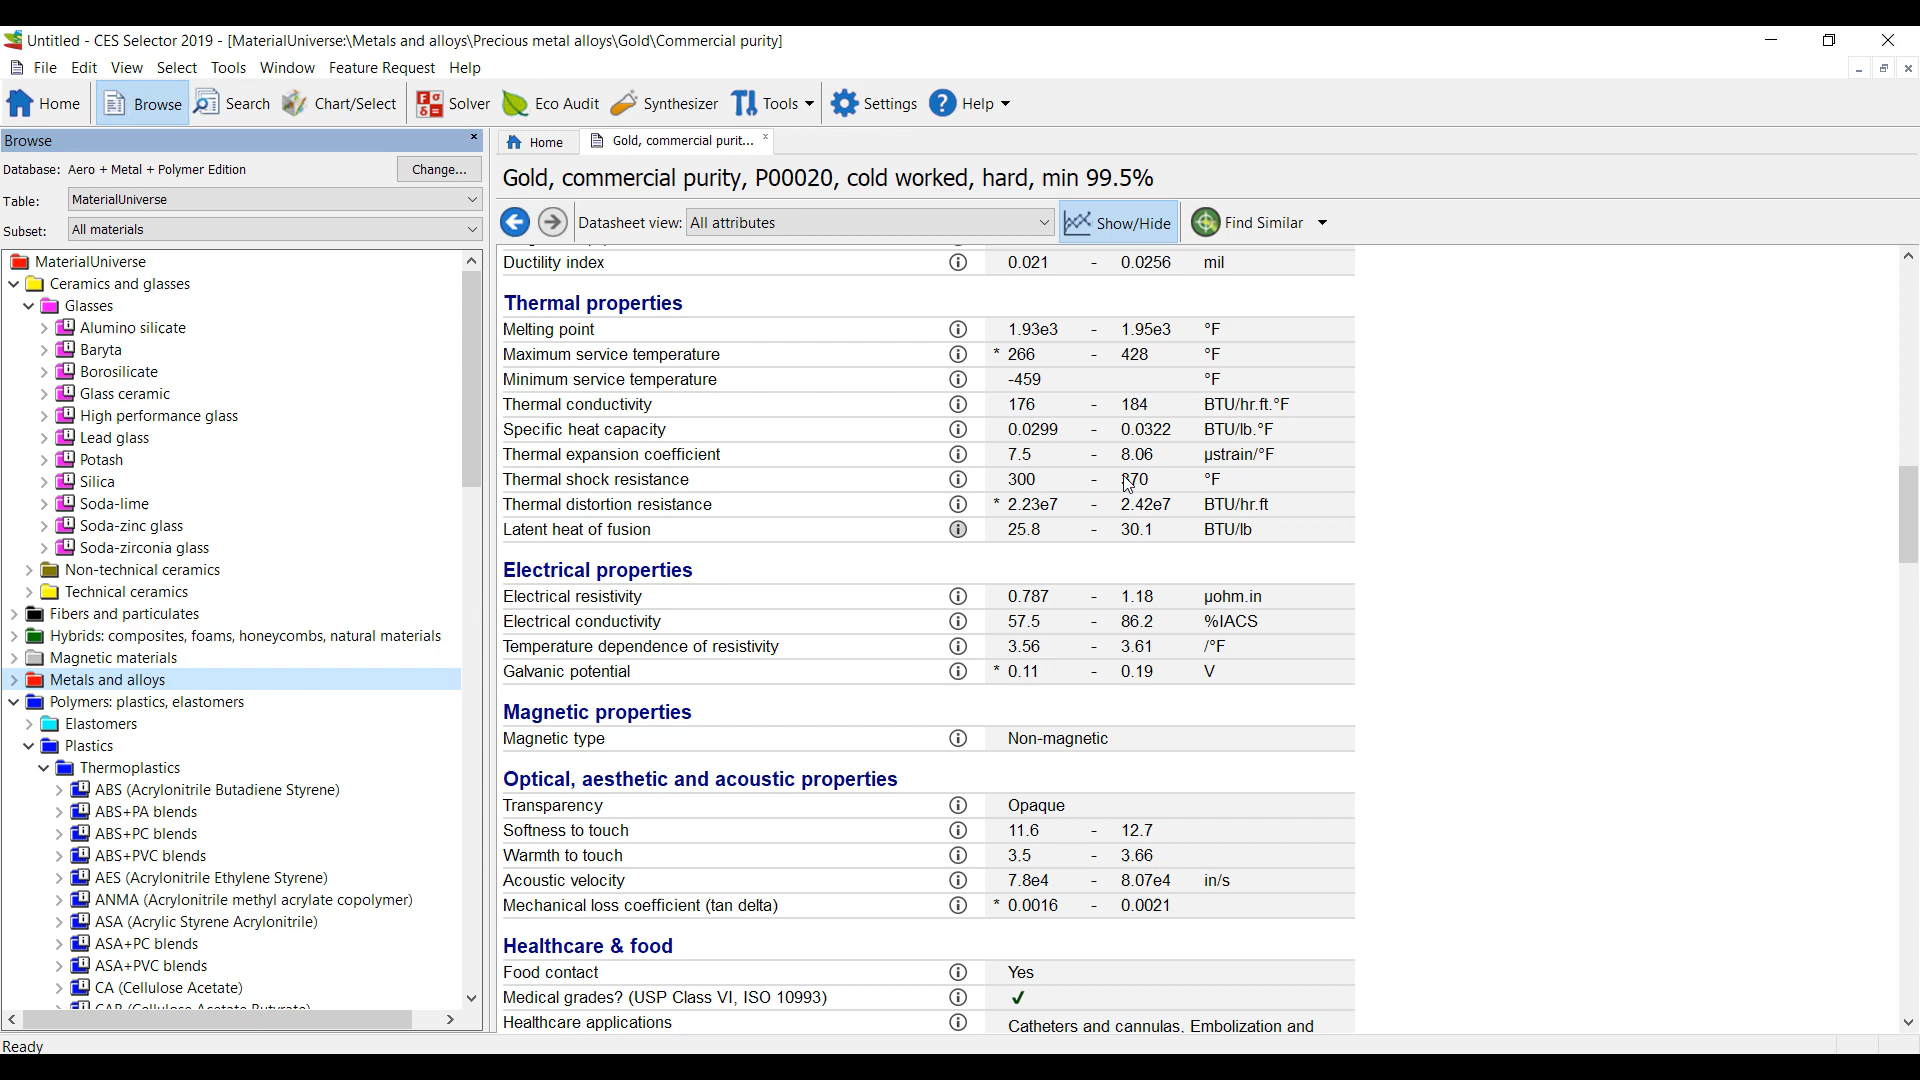 Untitled - CES Selector 2019 - [MaterialUniverse:\Metals and alloys\Precious metal alloys\Gold\Commercial purity]
File Edit View Select Tools Window Feature Request Help
Home Browse Search Chart/Select Solver Eco Audit Synthesizer Tools Settings Help
Browse
Database: Aero + Metal + Polymer Edition Change...
Table: MaterialUniverse
Subset: All materials
MaterialUniverse
Ceramics and glasses
Glasses
Alumino silicate
Baryta
Borosilicate
Glass ceramic
High performance glass
Lead glass
Potash
Silica
Soda-lime
Soda-zinc glass
Soda-zirconia glass
Non-technical ceramics
Technical ceramics
Fibers and particulates
Hybrids: composites, foams, honeycombs, natural materials
Magnetic materials
Metals and alloys
Polymers: plastics, elastomers
Elastomers
Plastics
Thermoplastics
ABS (Acrylonitrile Butadiene Styrene)
ABS+PA blends
ABS+PC blends
ABS+PVC blends
AES (Acrylonitrile Ethylene Styrene)
ANMA (Acrylonitrile methyl acrylate copolymer)
ASA (Acrylic Styrene Acrylonitrile)
ASA+PC blends
ASA+PVC blends
CA (Cellulose Acetate)
Ready
Home Gold, commercial purit...
Gold, commercial purity, P00020, cold worked, hard, min 99.5%
Datasheet view: All attributes Show/Hide Find Similar
Ductility index 0.021 - 0.0256 mil
Thermal properties
Melting point 1.93e3 - 1.95e3 °F
Maximum service temperature * 266 - 428 °F
Minimum service temperature -459 °F
Thermal conductivity 176 - 184 BTU/hr.ft.°F
Specific heat capacity 0.0299 - 0.0322 BTU/lb.°F
Thermal expansion coefficient 7.5 - 8.06 µstrain/°F
Thermal shock resistance 300 - °F
Thermal distortion resistance * 2.23e7 - 2.42e7 BTU/hr.ft
Latent heat of fusion 25.8 - 30.1 BTU/lb
Electrical properties
Electrical resistivity 0.787 - 1.18 µohm.in
Electrical conductivity 57.5 - 86.2 %IACS
Temperature dependence of resistivity 3.56 - 3.61 /°F
Galvanic potential * 0.11 - 0.19 V
Magnetic properties
Magnetic type Non-magnetic
Optical, aesthetic and acoustic properties
Transparency Opaque
Softness to touch 11.6 - 12.7
Warmth to touch 3.5 - 3.66
Acoustic velocity 7.8e4 - 8.07e4 in/s
Mechanical loss coefficient (tan delta) * 0.0016 - 0.0021
Healthcare & food
Food contact Yes
Medical grades? (USP Class VI, ISO 10993) ✓
Healthcare applications Catheters and cannulas, Embolization and